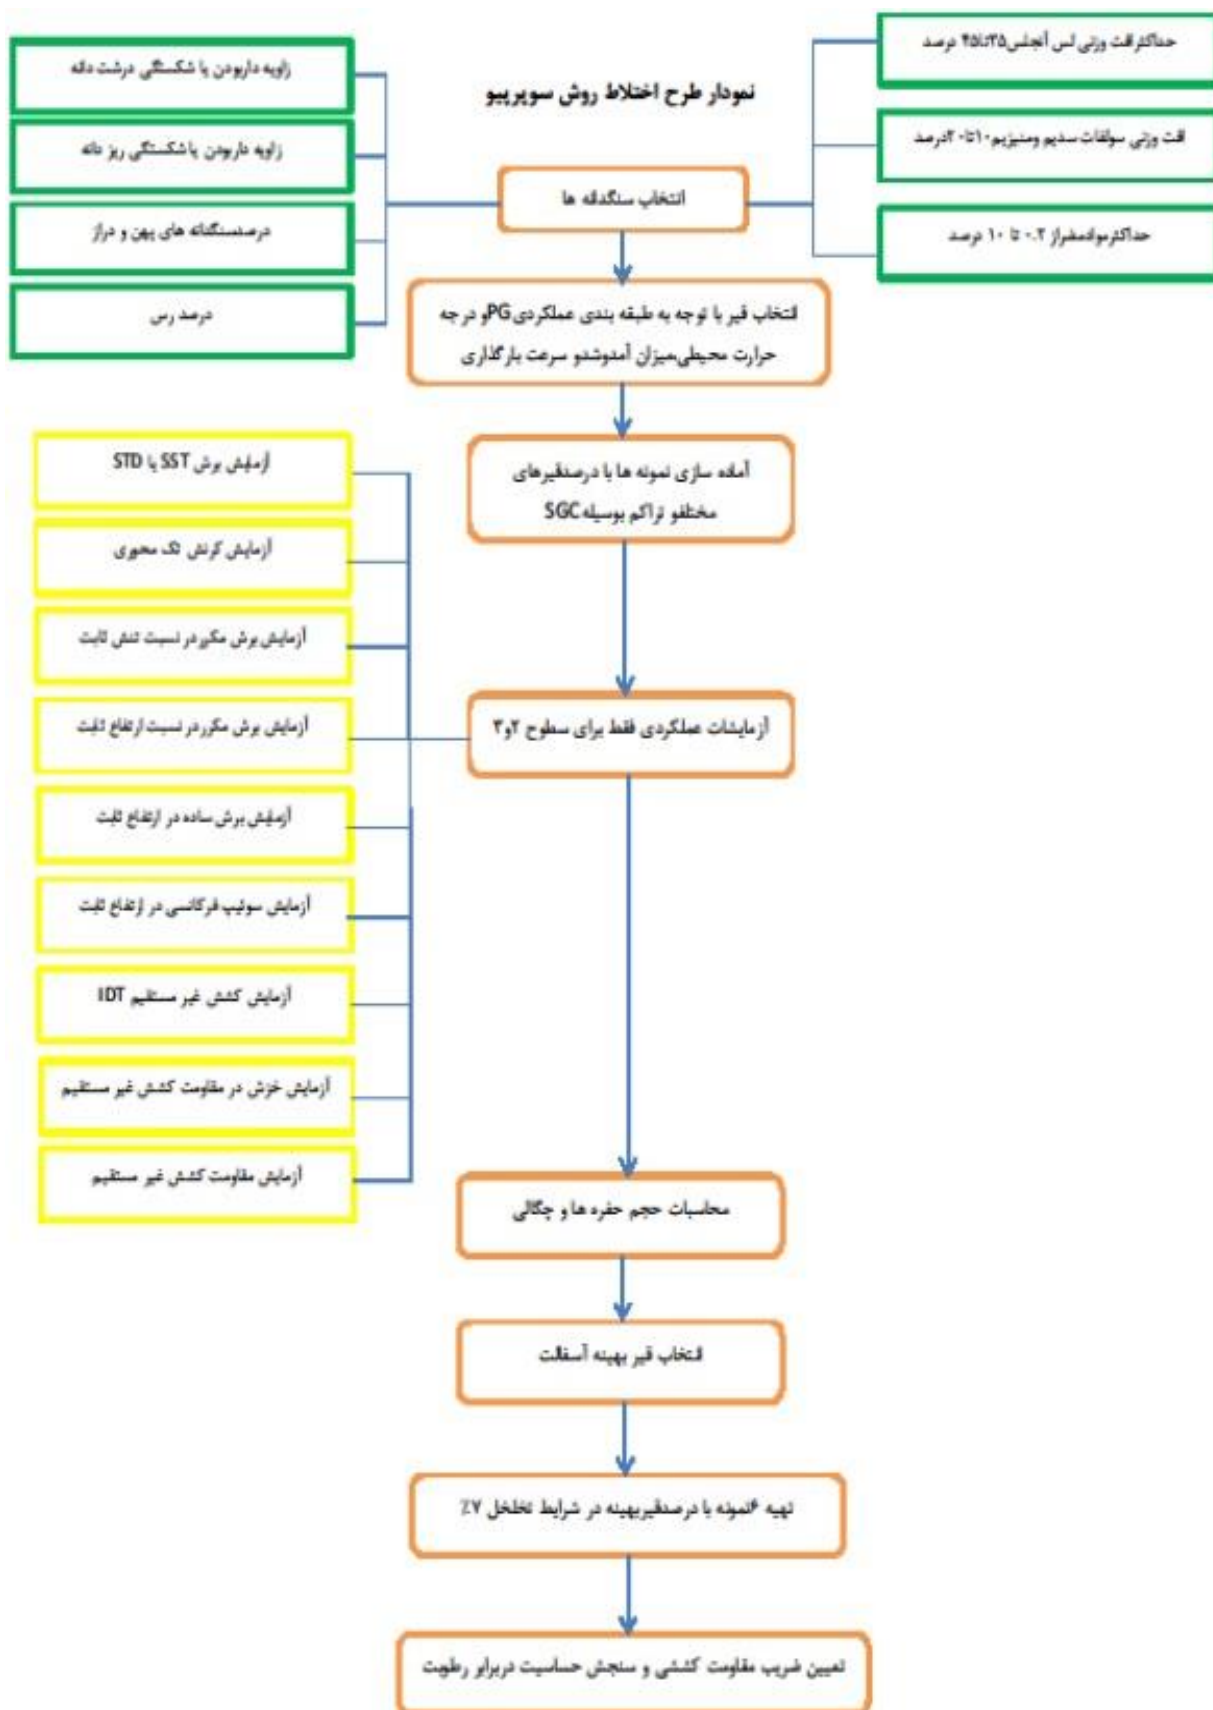 نمودار طرح اختلاط روش سوپرپیو
حداکثرافت وزنی لس آنجلس۳۵تا۴۵ درصد
افت وزنی سولفات سدیم ومنیزیم۱۰تا۲۰درصد
حداکثرموادمضراز ۰.۲ تا ۱۰ درصد
زاویه داربودن یا شکستگی درشت دانه
زاویه داربودن یاشکستگی ریز دانه
درصدسنگدانه های پهن و دراز
درصد رس
انتخاب سنگدانه ها
انتخاب قیر با توجه به طبقه بندی عملکردیPGو درجه
حرارت محیطی،میزان آمدوشدو سرعت بارگذاری
آماده سازی نمونه ها با درصدقیرهای
مختلفو تراکم بوسیلهSGC
آزمایشات عملکردی فقط برای سطوح ۲و۳
آزمایش برش SST یا STD
آزمایش کرنش تک محوری
آزمایش برش مکرر در نسبت تنش ثابت
آزمایش برش مکرر در نسبت ارتفاع ثابت
آزمایش برش ساده در ارتفاع ثابت
آزمایش سوئیپ فرکانسی در ارتفاع ثابت
آزمایش کشش غیر مستقیم IDT
آزمایش خزش در مقاومت کشش غیر مستقیم
آزمایش مقاومت کشش غیر مستقیم
محاسبات حجم حفره ها و چگالی
انتخاب قیر بهینه آسفالت
تهیه ۶نمونه با درصدقیربهینه در شرایط تخلخل ۷٪
تعیین ضریب مقاومت کششی و سنجش حساسیت دربرابر رطوبت